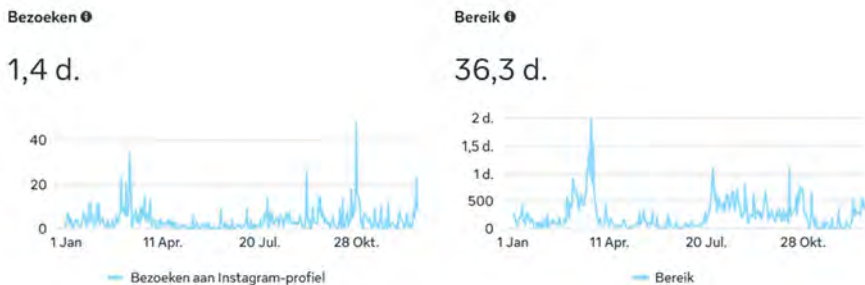 Bezoeken
1,4 d.
40
20
0
1 Jan 11 Apr. 20 Jul. 28 Okt.
Bezoeken aan Instagram-profiel
Bereik
36,3 d.
2 d.
1,5 d.
1 d.
500
0
1 Jan 11 Apr. 20 Jul. 28 Okt.
Bereik